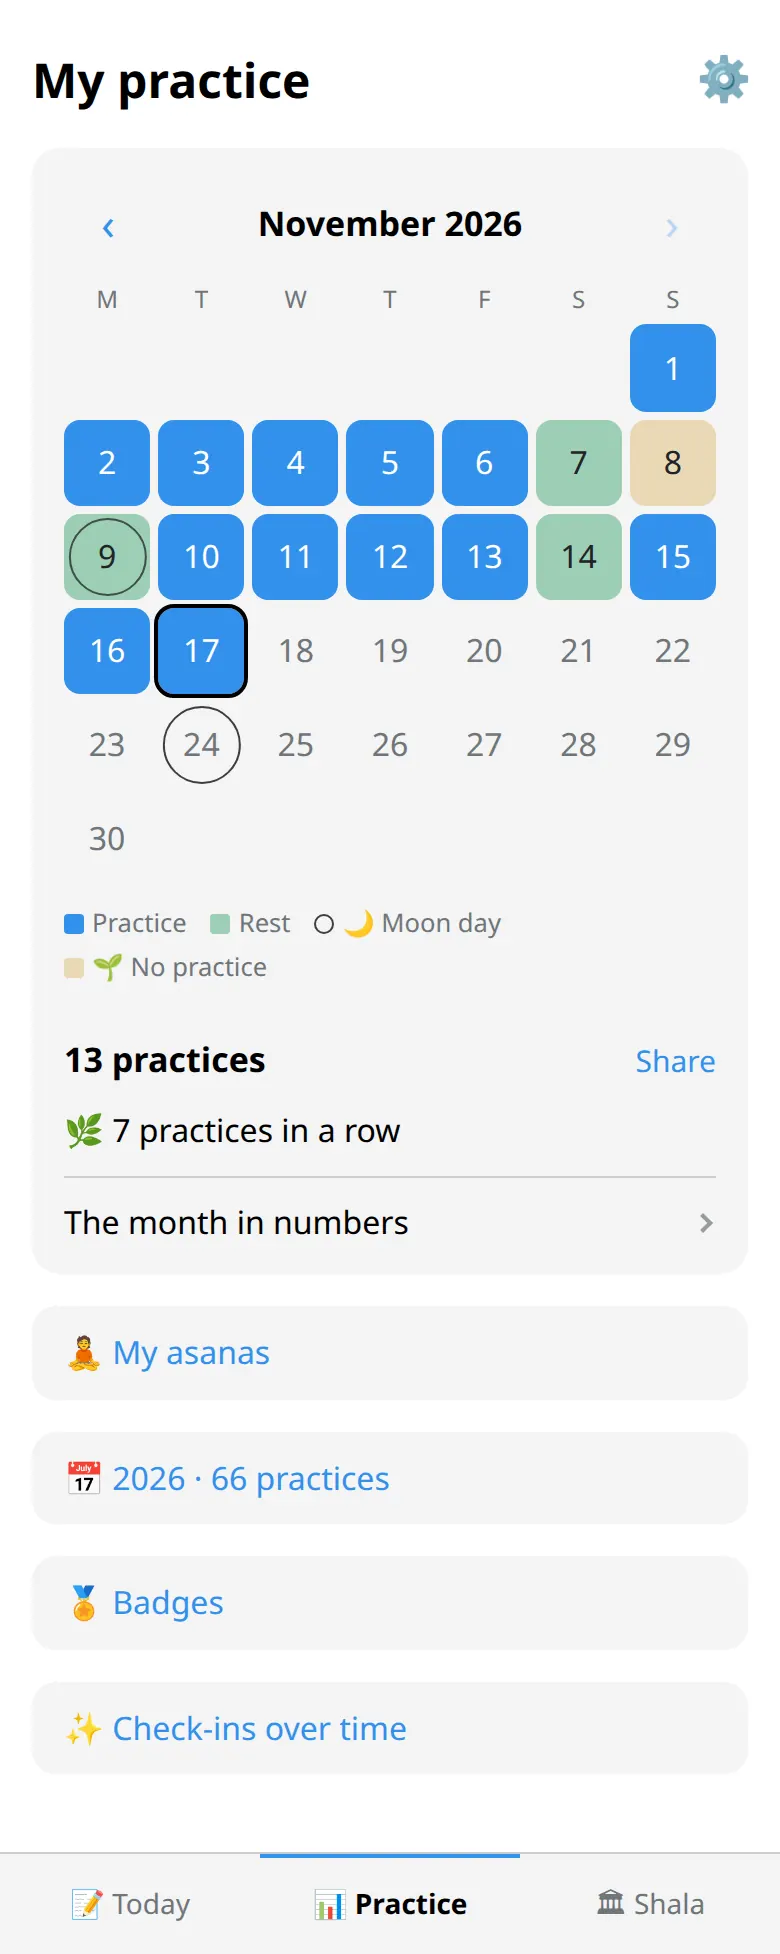 My practice ⚙️
‹ November 2026 ›
M T W T F S S
1
2 3 4 5 6 7 8
9 10 11 12 13 14 15
16 17 18 19 20 21 22
23 24 25 26 27 28 29
30
Practice Rest 🌙 Moon day
🌱 No practice
13 practices Share
🌿 7 practices in a row
The month in numbers
🧘 My asanas
📅 2026 · 66 practices
🏅 Badges
✨ Check-ins over time
📝 Today 📊 Practice 🏛 Shala